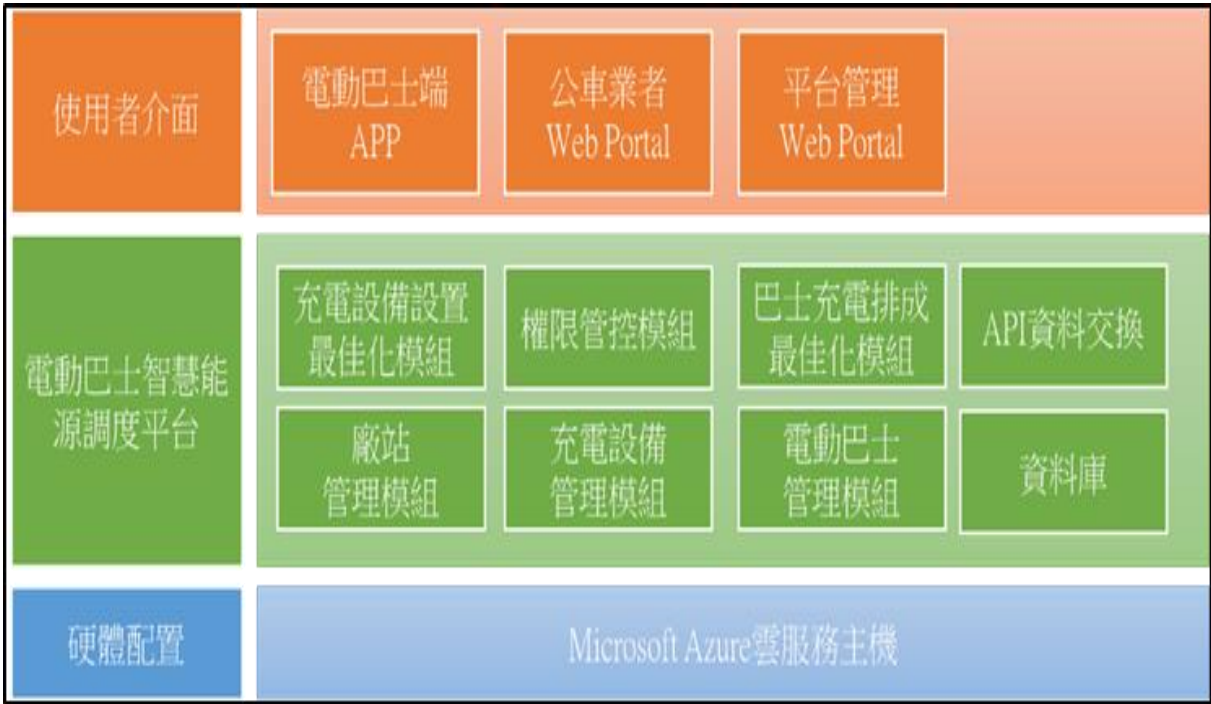 使用者介面
電動巴士端
APP
公車業者
Web Portal
平台管理
Web Portal
電動巴士智慧能
源調度平台
充電設備設置
最佳化模組
權限管控模組
巴士充電排成
最佳化模組
API資料交換
廠站
管理模組
充電設備
管理模組
電動巴士
管理模組
資料庫
硬體配置
Microsoft Azure雲服務主機